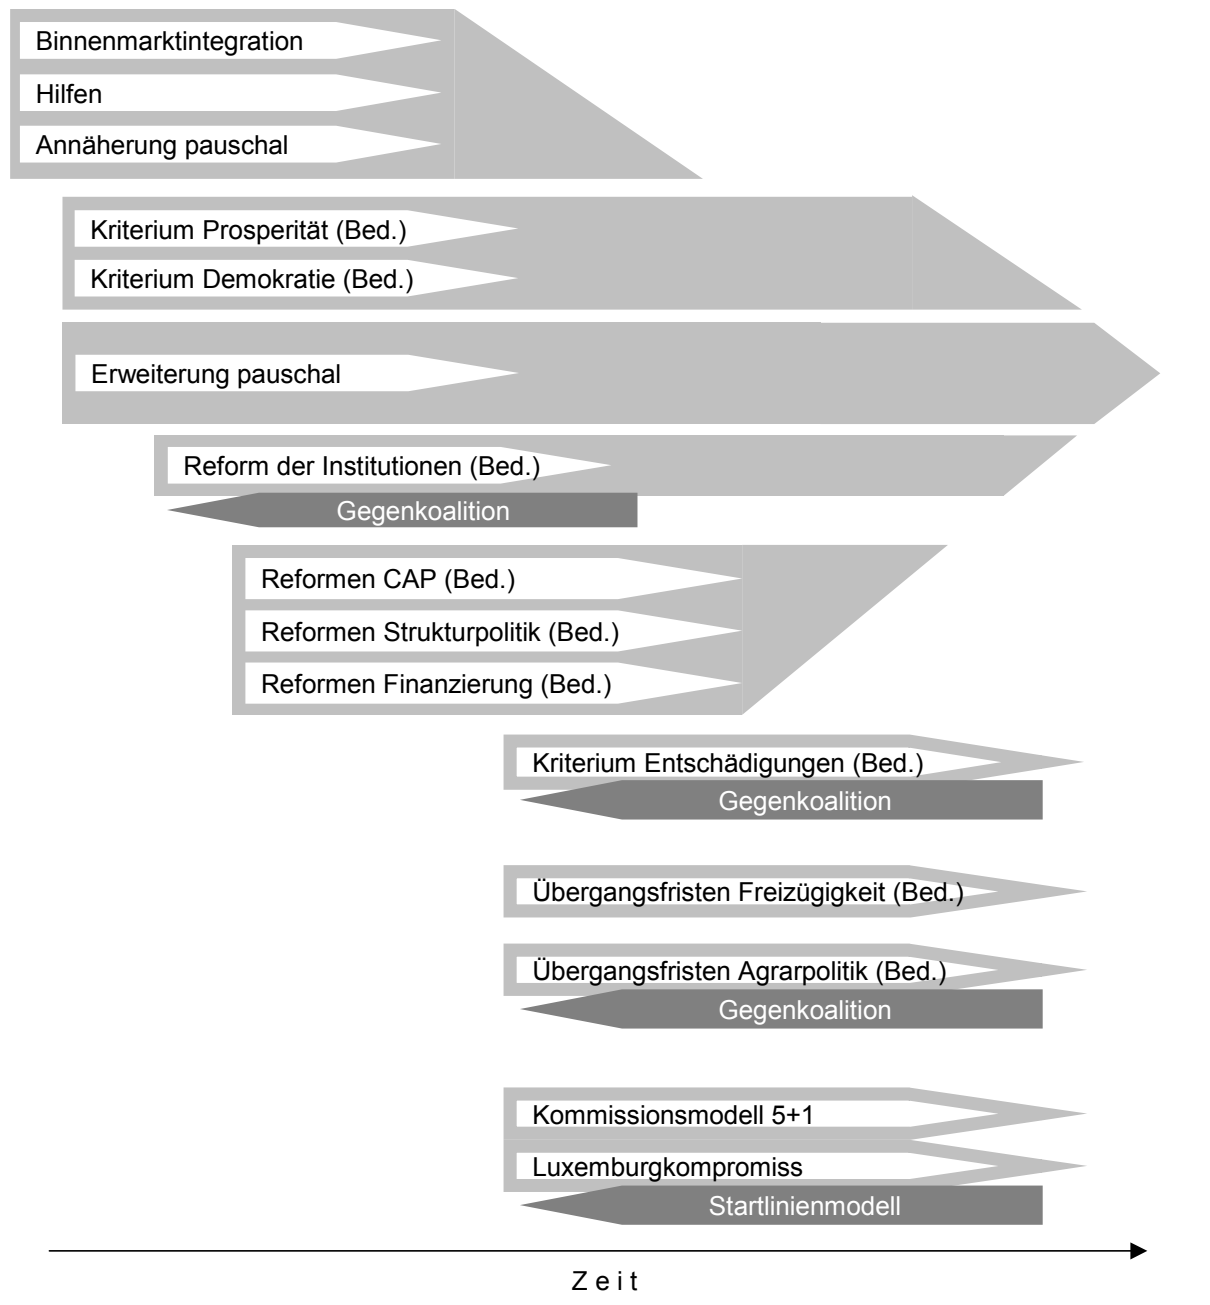 Binnenmarktintegration
Hilfen
Annäherung pauschal
Kriterium Prosperität (Bed.)
Kriterium Demokratie (Bed.)
Erweiterung pauschal
Reform der Institutionen (Bed.)
Gegenkoalition
Reformen CAP (Bed.)
Reformen Strukturpolitik (Bed.)
Reformen Finanzierung (Bed.)
Kriterium Entschädigungen (Bed.)
Gegenkoalition
Übergangsfristen Freizügigkeit (Bed.)
Übergangsfristen Agrarpolitik (Bed.)
Gegenkoalition
Kommissionsmodell 5+1
Luxemburgkompromiss
Startlinienmodell
Zeit